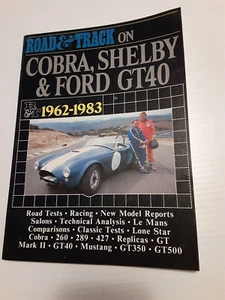 ROAD & TRACK ON
COBRA, SHELBY
& FORD GT40
R&T 1962-1983
Road Tests • Racing • New Model Reports
Salons • Technical Analysis • Le Mans
Comparisons • Classic Tests • Lone Star
Cobra • 260 • 289 • 427 • Replicas • GT
Mark II • GT40 • Mustang • GT350 • GT500